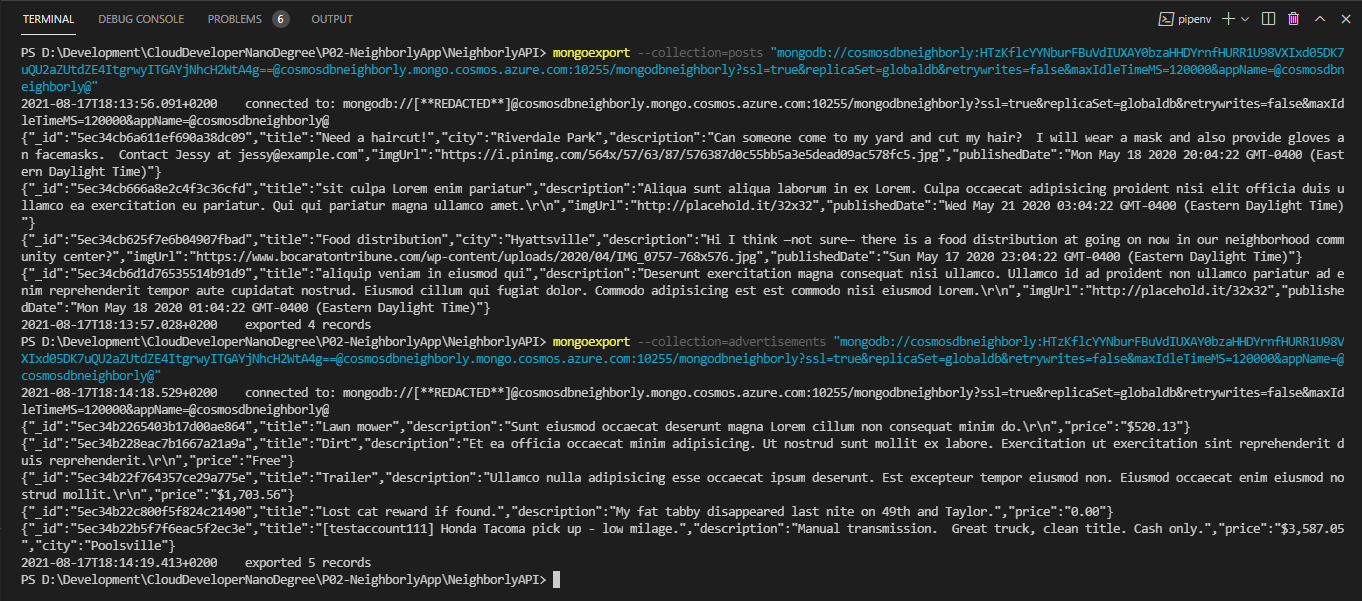 TERMINAL DEBUG CONSOLE PROBLEMS 6 OUTPUT pipenv
PS D:\Development\CloudDeveloperNanoDegree\P02-NeighborlyApp\NeighborlyAPI> mongoexport --collection=posts "mongodb://cosmosdbneighborly:HTzKflcYYNburFBuVdIUXAY0bzaHHDYrnfHURR1U98VXIxd05DK7
uQU2aZUtdZE4ItgrwyITGAYjNhcH2WtA4g==@cosmosdbneighborly.mongo.cosmos.azure.com:10255/mongodbneighborly?ssl=true&replicaSet=globaldb&retrywrites=false&maxIdleTimeMS=120000&appName=@cosmosdbn
eighborly@"
2021-08-17T18:13:56.091+0200 connected to: mongodb://[**REDACTED**]@cosmosdbneighborly.mongo.cosmos.azure.com:10255/mongodbneighborly?ssl=true&replicaSet=globaldb&retrywrites=false&maxId
leTimeMS=120000&appName=@cosmosdbneighborly@
{"_id":"5ec34cb6a611ef690a38dc09","title":"Need a haircut!","city":"Riverdale Park","description":"Can someone come to my yard and cut my hair?  I will wear a mask and also provide gloves a
n facemasks.  Contact Jessy at jessy@example.com","imgUrl":"https://i.pinimg.com/564x/57/63/87/576387d0c55bb5a3e5dead09ac578fc5.jpg","publishedDate":"Mon May 18 2020 20:04:22 GMT-0400 (East
ern Daylight Time)"}
{"_id":"5ec34cb666a8e2c4f3c36cfd","title":"sit culpa Lorem enim pariatur","description":"Aliqua sunt aliqua laborum in ex Lorem. Culpa occaecat adipisicing proident nisi elit officia duis u
llamco ea exercitation eu pariatur. Qui qui pariatur magna ullamco amet.\r\n","imgUrl":"http://placehold.it/32x32","publishedDate":"Wed May 21 2020 03:04:22 GMT-0400 (Eastern Daylight Time)
"}
{"_id":"5ec34cb625f7e6b04907fbad","title":"Food distribution","city":"Hyattsville","description":"Hi I think —not sure— there is a food distribution at going on now in our neighborhood comm
unity center?","imgUrl":"https://www.bocaratontribune.com/wp-content/uploads/2020/04/IMG_0757-768x576.jpg","publishedDate":"Sun May 17 2020 23:04:22 GMT-0400 (Eastern Daylight Time)"}
{"_id":"5ec34cb6d1d76535514b91d9","title":"aliquip veniam in eiusmod qui","description":"Deserunt exercitation magna consequat nisi ullamco. Ullamco id ad proident non ullamco pariatur ad e
nim reprehenderit tempor aute cupidatat nostrud. Eiusmod cillum qui fugiat dolor. Commodo adipisicing est est commodo nisi eiusmod Lorem.\r\n","imgUrl":"http://placehold.it/32x32","publishe
dDate":"Mon May 18 2020 01:04:22 GMT-0400 (Eastern Daylight Time)"}
2021-08-17T18:13:57.028+0200 exported 4 records
PS D:\Development\CloudDeveloperNanoDegree\P02-NeighborlyApp\NeighborlyAPI> mongoexport --collection=advertisements "mongodb://cosmosdbneighborly:HTzKflcYYNburFBuVdIUXAY0bzaHHDYrnfHURR1U98V
XIxd05DK7uQU2aZUtdZE4ItgrwyITGAYjNhcH2WtA4g==@cosmosdbneighborly.mongo.cosmos.azure.com:10255/mongodbneighborly?ssl=true&replicaSet=globaldb&retrywrites=false&maxIdleTimeMS=120000&appName=@
cosmosdbneighborly@"
2021-08-17T18:14:18.529+0200 connected to: mongodb://[**REDACTED**]@cosmosdbneighborly.mongo.cosmos.azure.com:10255/mongodbneighborly?ssl=true&replicaSet=globaldb&retrywrites=false&maxId
leTimeMS=120000&appName=@cosmosdbneighborly@
{"_id":"5ec34b2265403b17d00ae864","title":"Lawn mower","description":"Sunt eiusmod occaecat deserunt magna Lorem cillum non consequat minim do.\r\n","price":"$520.13"}
{"_id":"5ec34b228eac7b1667a21a9a","title":"Dirt","description":"Et ea officia occaecat minim adipisicing. Ut nostrud sunt mollit ex labore. Exercitation ut exercitation sint reprehenderit d
uis reprehenderit.\r\n","price":"Free"}
{"_id":"5ec34b22f764357ce29a775e","title":"Trailer","description":"Ullamco nulla adipisicing esse occaecat ipsum deserunt. Est excepteur tempor eiusmod non. Eiusmod occaecat enim eiusmod no
strud mollit.\r\n","price":"$1,703.56"}
{"_id":"5ec34b22c800f5f824c21490","title":"Lost cat reward if found.","description":"My fat tabby disappeared last nite on 49th and Taylor.","price":"0.00"}
{"_id":"5ec34b22b5f7f6eac5f2ec3e","title":"[testaccount111] Honda Tacoma pick up - low milage.","description":"Manual transmission.  Great truck, clean title. Cash only.","price":"$3,587.05
","city":"Poolsville"}
2021-08-17T18:14:19.413+0200 exported 5 records
PS D:\Development\CloudDeveloperNanoDegree\P02-NeighborlyApp\NeighborlyAPI>